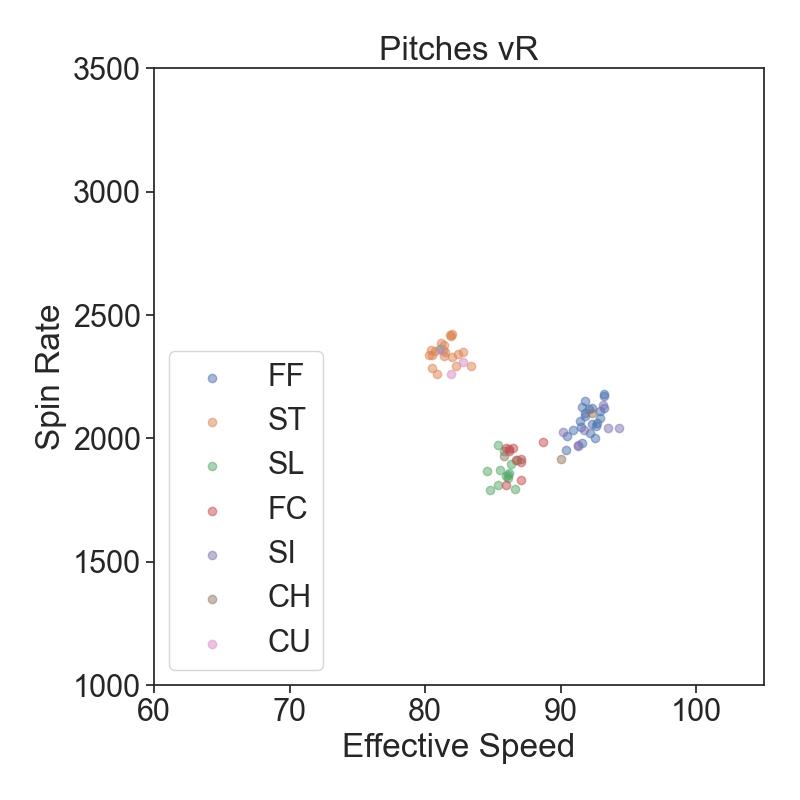 Pitches vR
3500
3000
2500
2000
1500
1000
Spin Rate
FF
ST
SL
FC
SI
CH
CU
60 70 80 90 100
Effective Speed